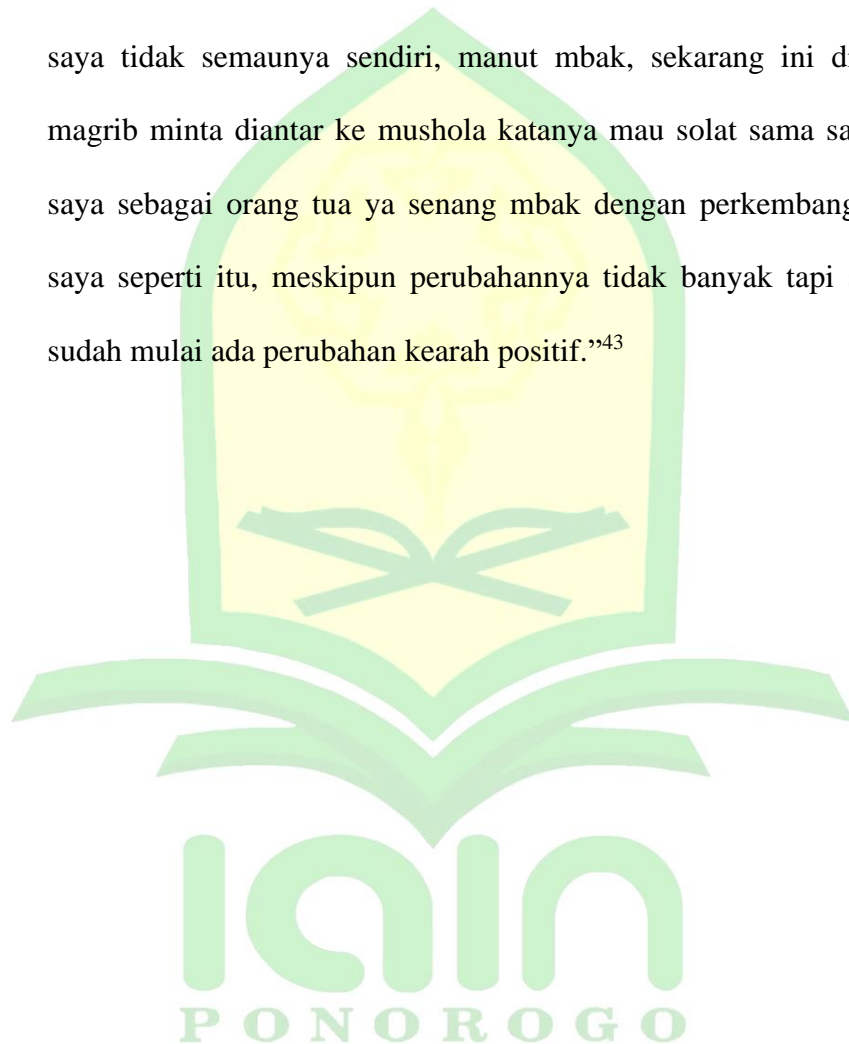 saya tidak semaunya sendiri, manut mbak, sekarang ini di
magrib minta diantar ke mushola katanya mau solat sama sa
saya sebagai orang tua ya senang mbak dengan perkembang
saya seperti itu, meskipun perubahannya tidak banyak tapi
sudah mulai ada perubahan kearah positif.”⁴³
iain
PONOROGO